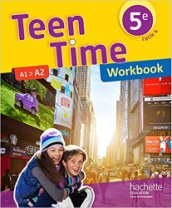 Teen
Time
5e
Cycle 4
A1 > A2
Workbook
hachette
ÉDUCATION